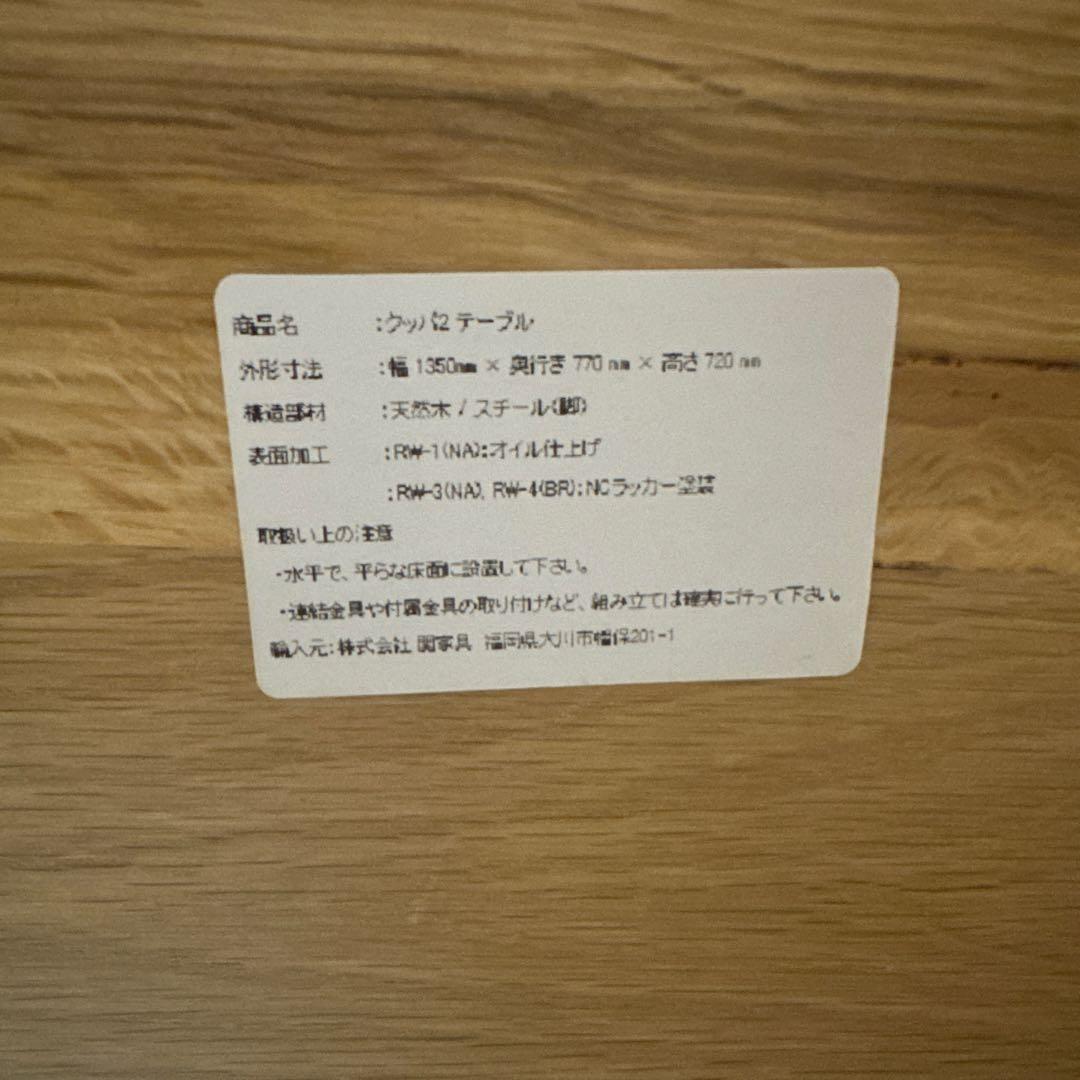 商品名 :クッパ2 テーブル
外形寸法 :幅 1350mm × 奥行き 770 mm × 高さ 720 mm
構造部材 :天然木 / スチール(脚)
表面加工 :RW-1(NA):オイル仕上げ
:RW-3(NA), RW-4(BR):NCラッカー塗装
取扱い上の注意
・水平で、平らな床面に設置して下さい。
・連結金具や付属金具の取り付けなど、組み立ては確実に行って下さい。
輸入元:株式会社 関家具 福岡県大川市幡保201-1